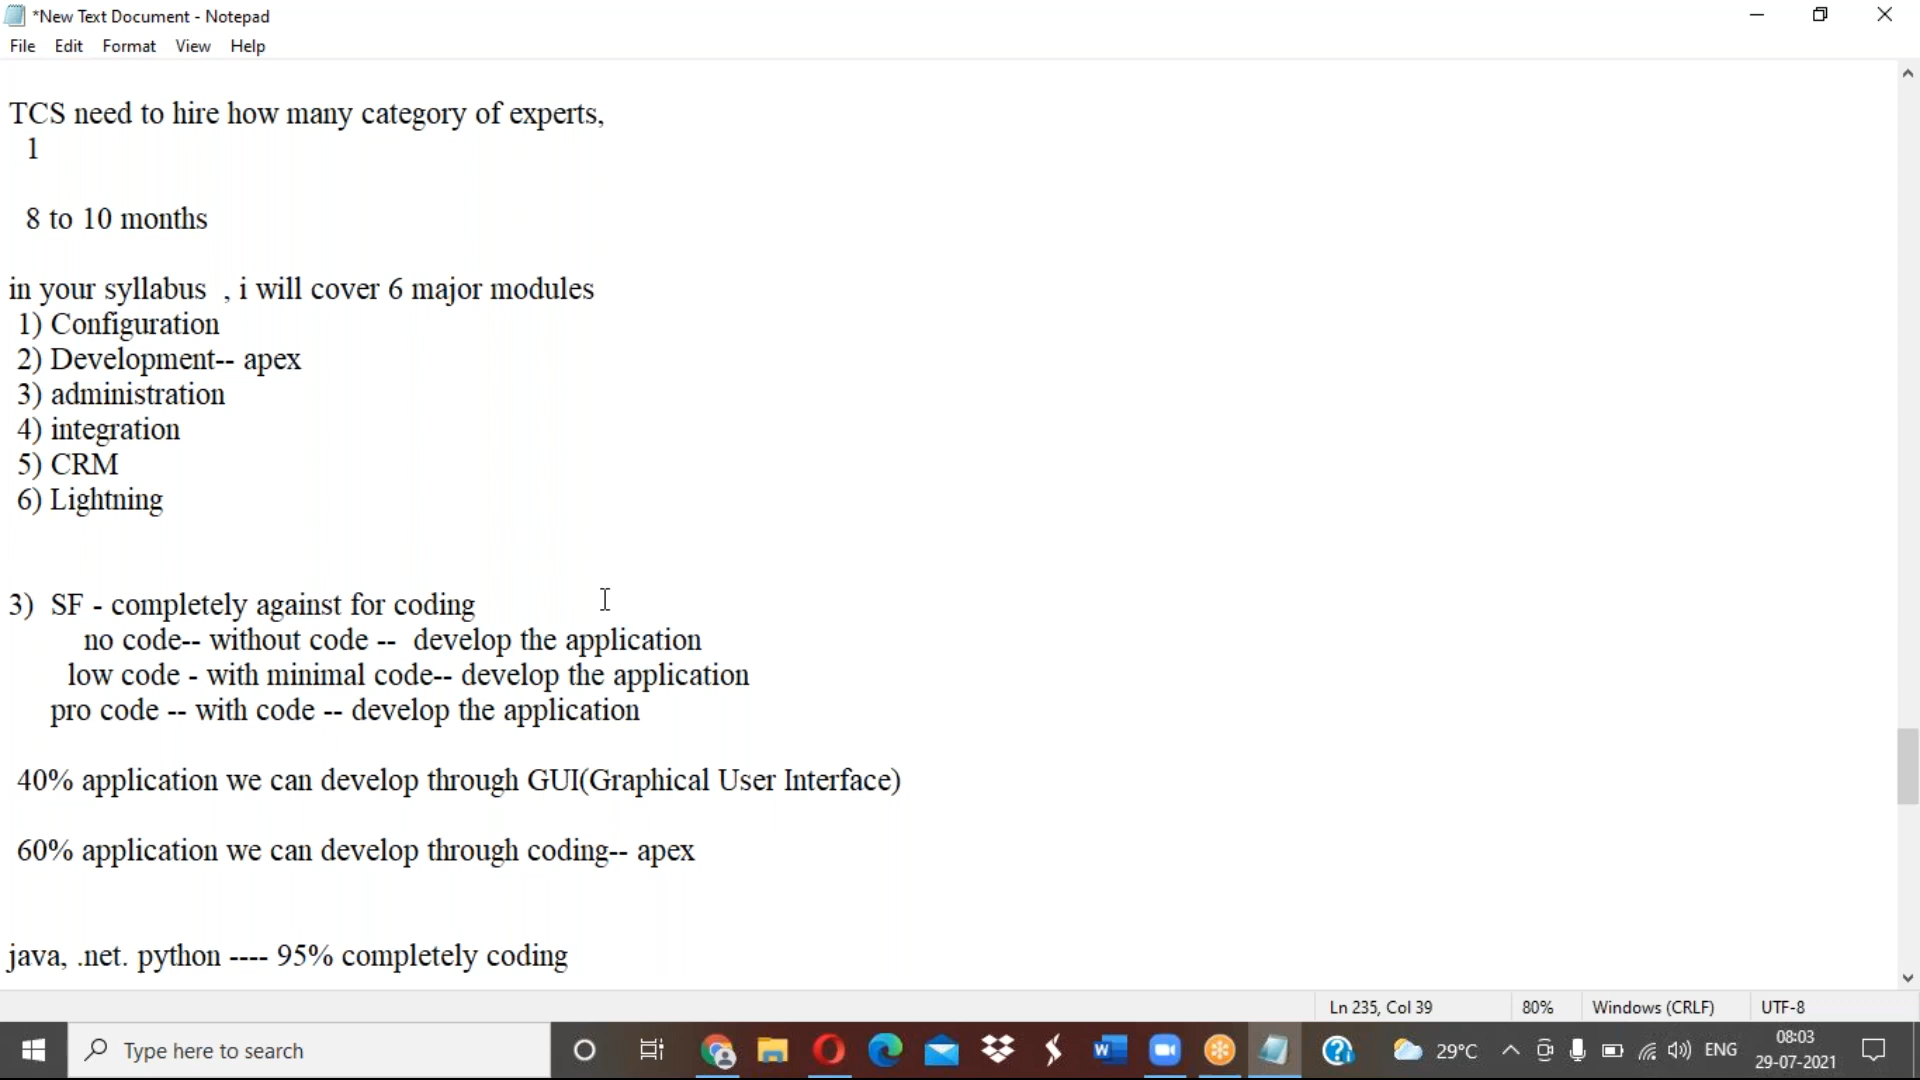 *New Text Document - Notepad
File Edit Format View Help
TCS need to hire how many category of experts,
1
8 to 10 months
in your syllabus , i will cover 6 major modules
1) Configuration
2) Development-- apex
3) administration
4) integration
5) CRM
6) Lightning
3) SF - completely against for coding
no code-- without code -- develop the application
low code - with minimal code-- develop the application
pro code -- with code -- develop the application
40% application we can develop through GUI(Graphical User Interface)
60% application we can develop through coding-- apex
java, .net. python ---- 95% completely coding
Ln 235, Col 39 80% Windows (CRLF) UTF-8
Type here to search 29°C ENG 08:03
29-07-2021